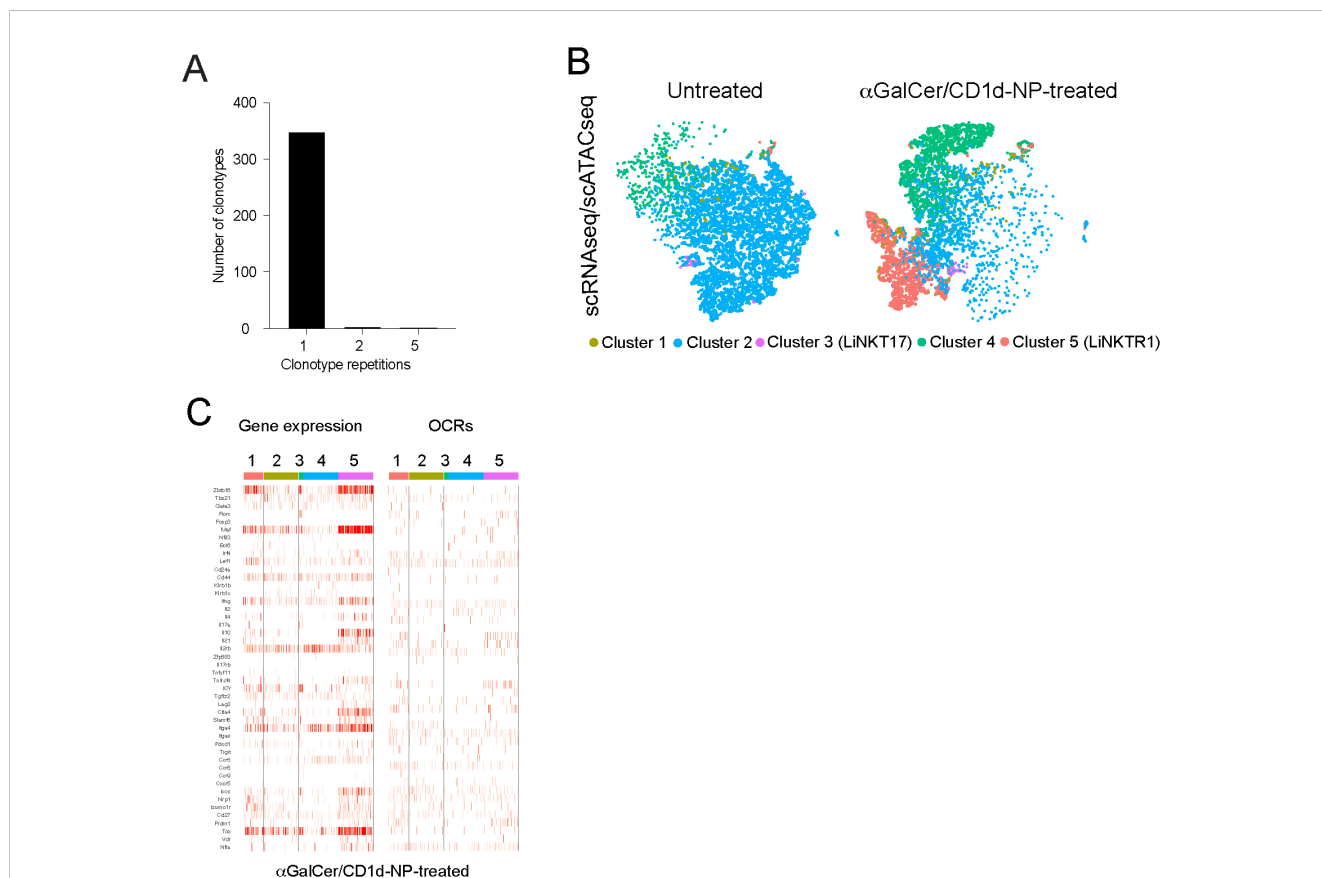 A
400
300
200
100
0
Number of clonotypes
1 2 5
Clonotype repetitions
B
Untreated
αGalCer/CD1d-NP-treated
scRNAseq/scATACseq
Cluster 1 Cluster 2 Cluster 3 (LiNKT17) Cluster 4 Cluster 5 (LiNKTR1)
C
Gene expression OCRs
1 2 3 4 5 1 2 3 4 5
Zbtb16
Tbx21
Gata3
Rorc
Foxp3
Maf
Nfil3
Bcl6
Irf4
Lef1
Cd24a
Cd44
Klrb1b
Klrb1c
Ifng
Il2
Il4
Il17a
Il10
Il21
Il2rb
Zfp683
Il17rb
Tnfsf11
Il7r
Tgfb2
Lag3
Ctla4
Slamf6
Itga4
Itgae
Pdcd1
Tigit
Ccr5
Ccr6
Ccr9
Cxcr5
Icos
Nrp1
Izumo1r
Cd27
Prdm1
Tox
Vdr
αGalCer/CD1d-NP-treated